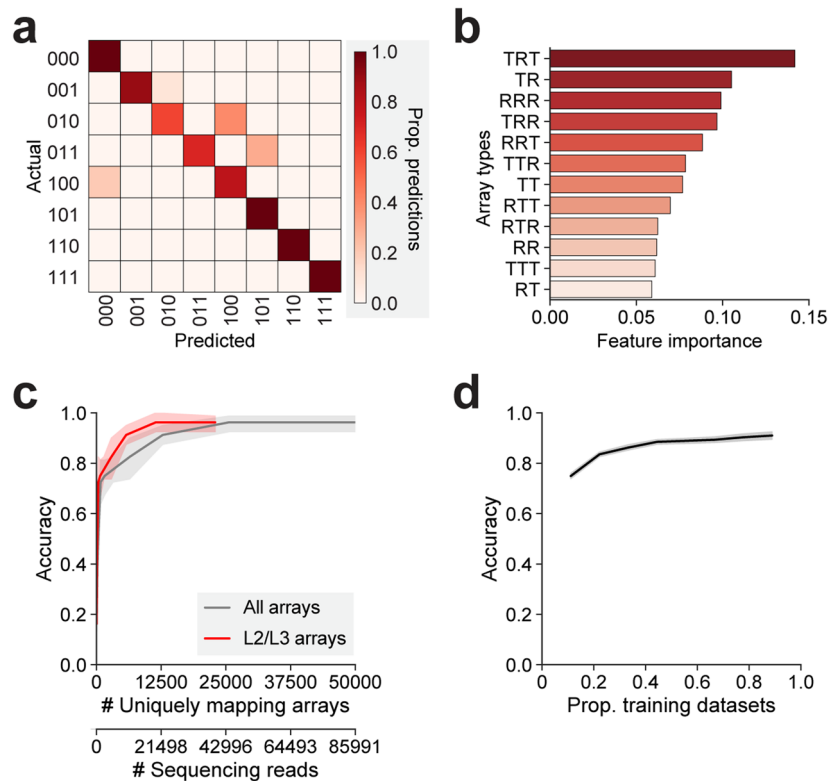 a
Actual
000
001
010
011
100
101
110
111
000 001 010 011 100 101 110 111
Predicted
1.0
0.8
0.6
0.4
0.2
0.0
Prop. predictions
b
Array types
TRT
TR
RRR
TRR
RRT
TTR
TT
RTT
RTR
RR
TTT
RT
0.00 0.05 0.10 0.15
Feature importance
c
Accuracy
1.0
0.8
0.6
0.4
0.2
0.0
All arrays
L2/L3 arrays
0 12500 25000 37500 50000
# Uniquely mapping arrays
0 21498 42996 64493 85991
# Sequencing reads
d
Accuracy
1.0
0.8
0.6
0.4
0.2
0.0
0 0.2 0.4 0.6 0.8 1.0
Prop. training datasets